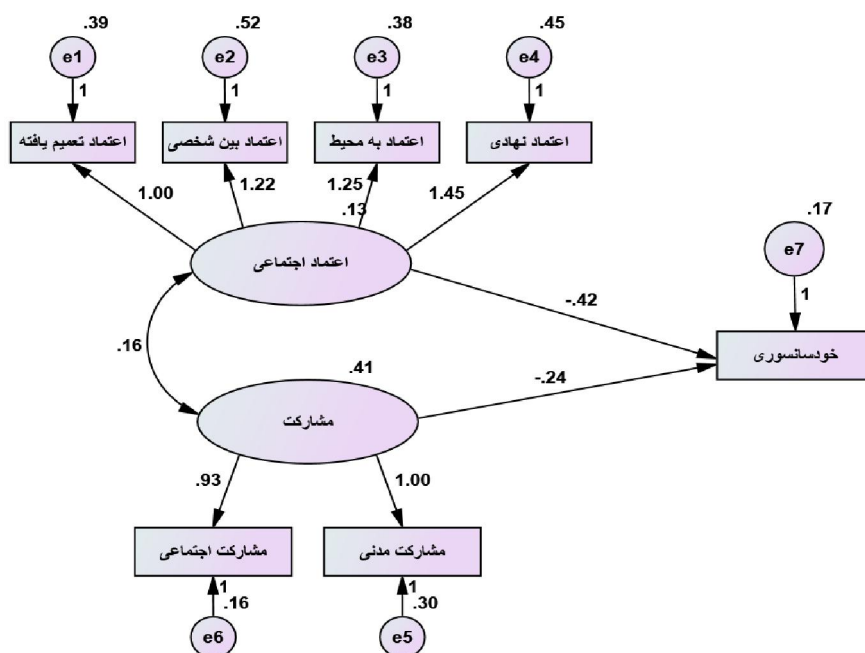 .39
.52
.38
.45
e1
e2
e3
e4
1
1
1
1
اعتماد تعمیم یافته
اعتماد بین شخصی
اعتماد به محیط
اعتماد نهادی
1.00
1.22
1.25
1.45
.13
اعتماد اجتماعی
.17
e7
1
-.42
خودسانسوری
.16
.41
-.24
مشارکت
.93
1.00
مشارکت اجتماعی
مشارکت مدنی
1
.16
1
.30
e6
e5